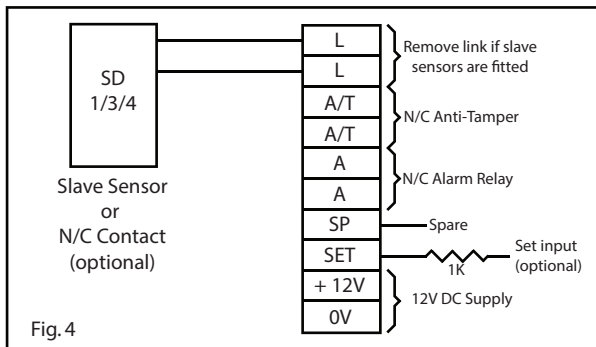 SD
1/3/4
Slave Sensor
or
N/C Contact
(optional)
Fig. 4
L
L
A/T
A/T
A
A
SP
SET
+ 12V
0V
Remove link if slave
sensors are fitted
N/C Anti-Tamper
N/C Alarm Relay
Spare
1K
Set input
(optional)
12V DC Supply